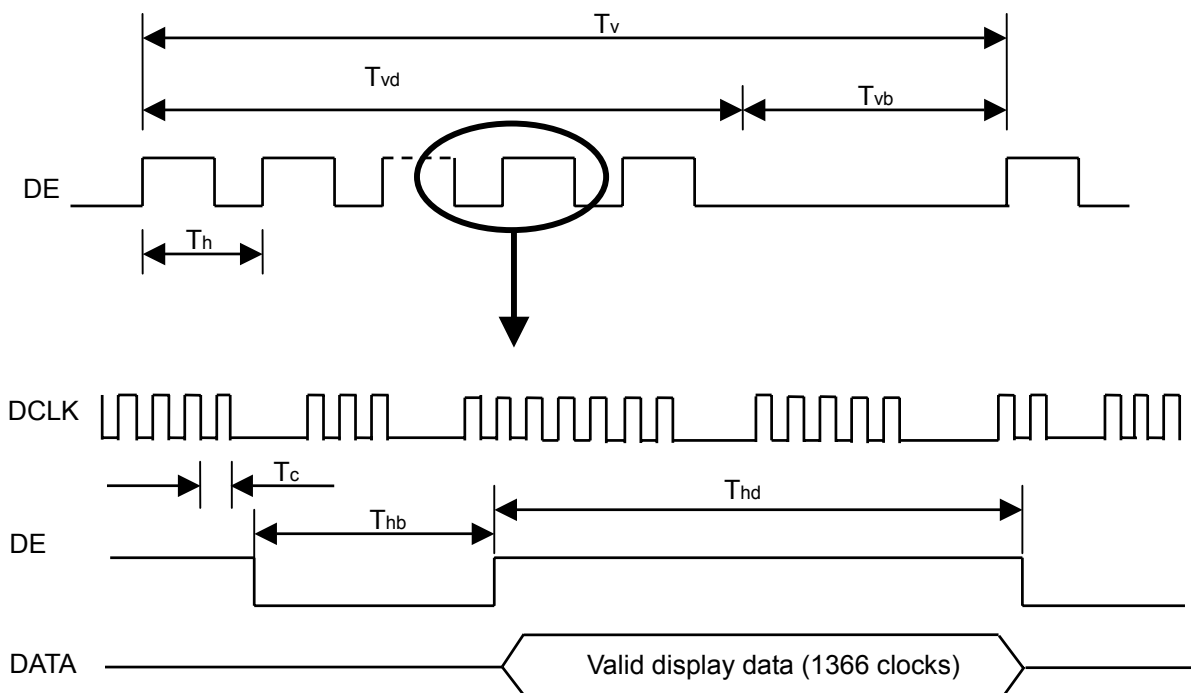 Tv
Tvd
Tvb
DE
Th
DCLK
Tc
Thd
Thb
DE
DATA
Valid display data (1366 clocks)